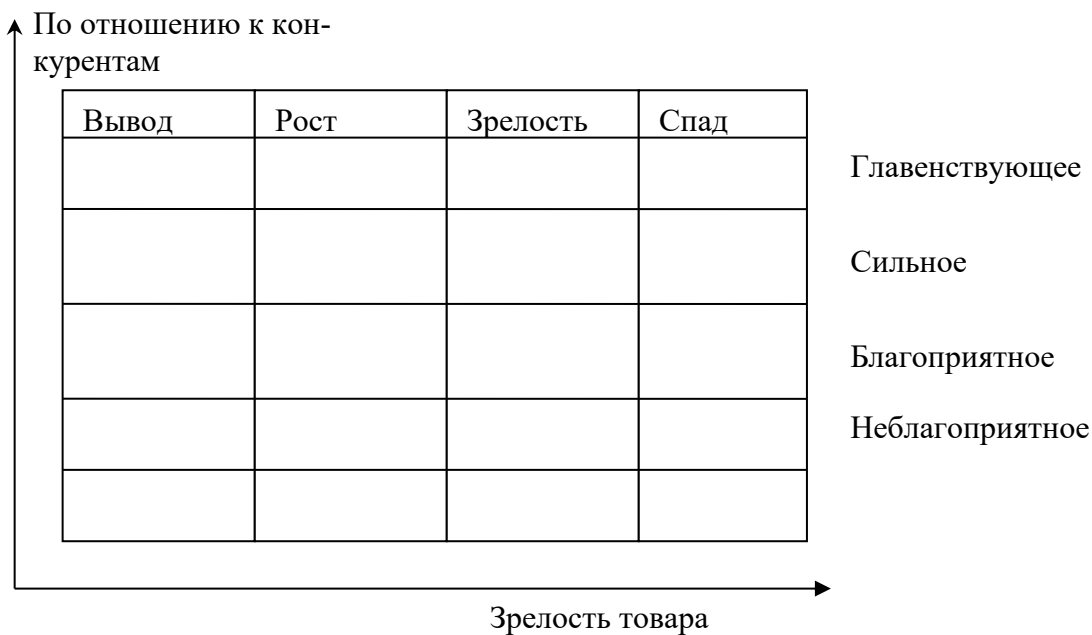 По отношению к кон-
курентам
Вывод Рост Зрелость Спад
Главенствующее
Сильное
Благоприятное
Неблагоприятное
Зрелость товара